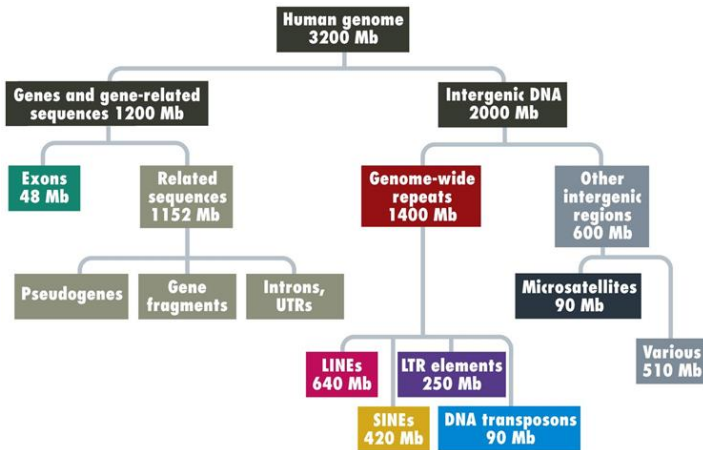 Human genome
3200 Mb
Genes and gene-related
sequences 1200 Mb
Intergenic DNA
2000 Mb
Exons
48 Mb
Related
sequences
1152 Mb
Genome-wide
repeats
1400 Mb
Other
intergenic
regions
600 Mb
Pseudogenes
Gene
fragments
Introns,
UTRs
Microsatellites
90 Mb
LINEs
640 Mb
LTR elements
250 Mb
Various
510 Mb
SINEs
420 Mb
DNA transposons
90 Mb